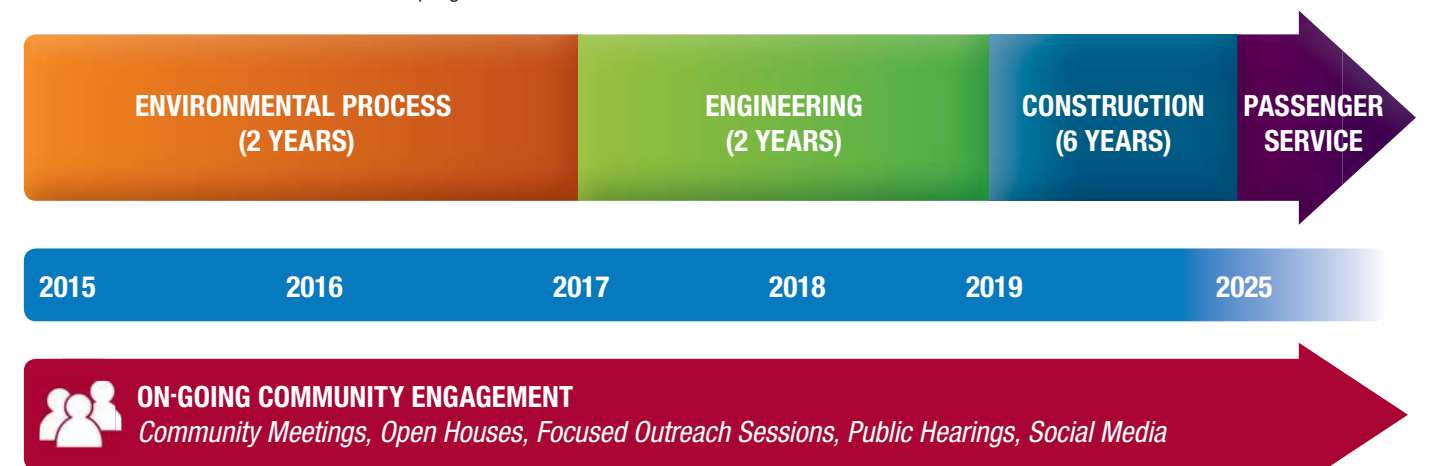 ENVIRONMENTAL PROCESS
(2 YEARS)
ENGINEERING
(2 YEARS)
CONSTRUCTION
(6 YEARS)
PASSENGER
SERVICE
2015 2016 2017 2018 2019 2025
ON-GOING COMMUNITY ENGAGEMENT
Community Meetings, Open Houses, Focused Outreach Sessions, Public Hearings, Social Media